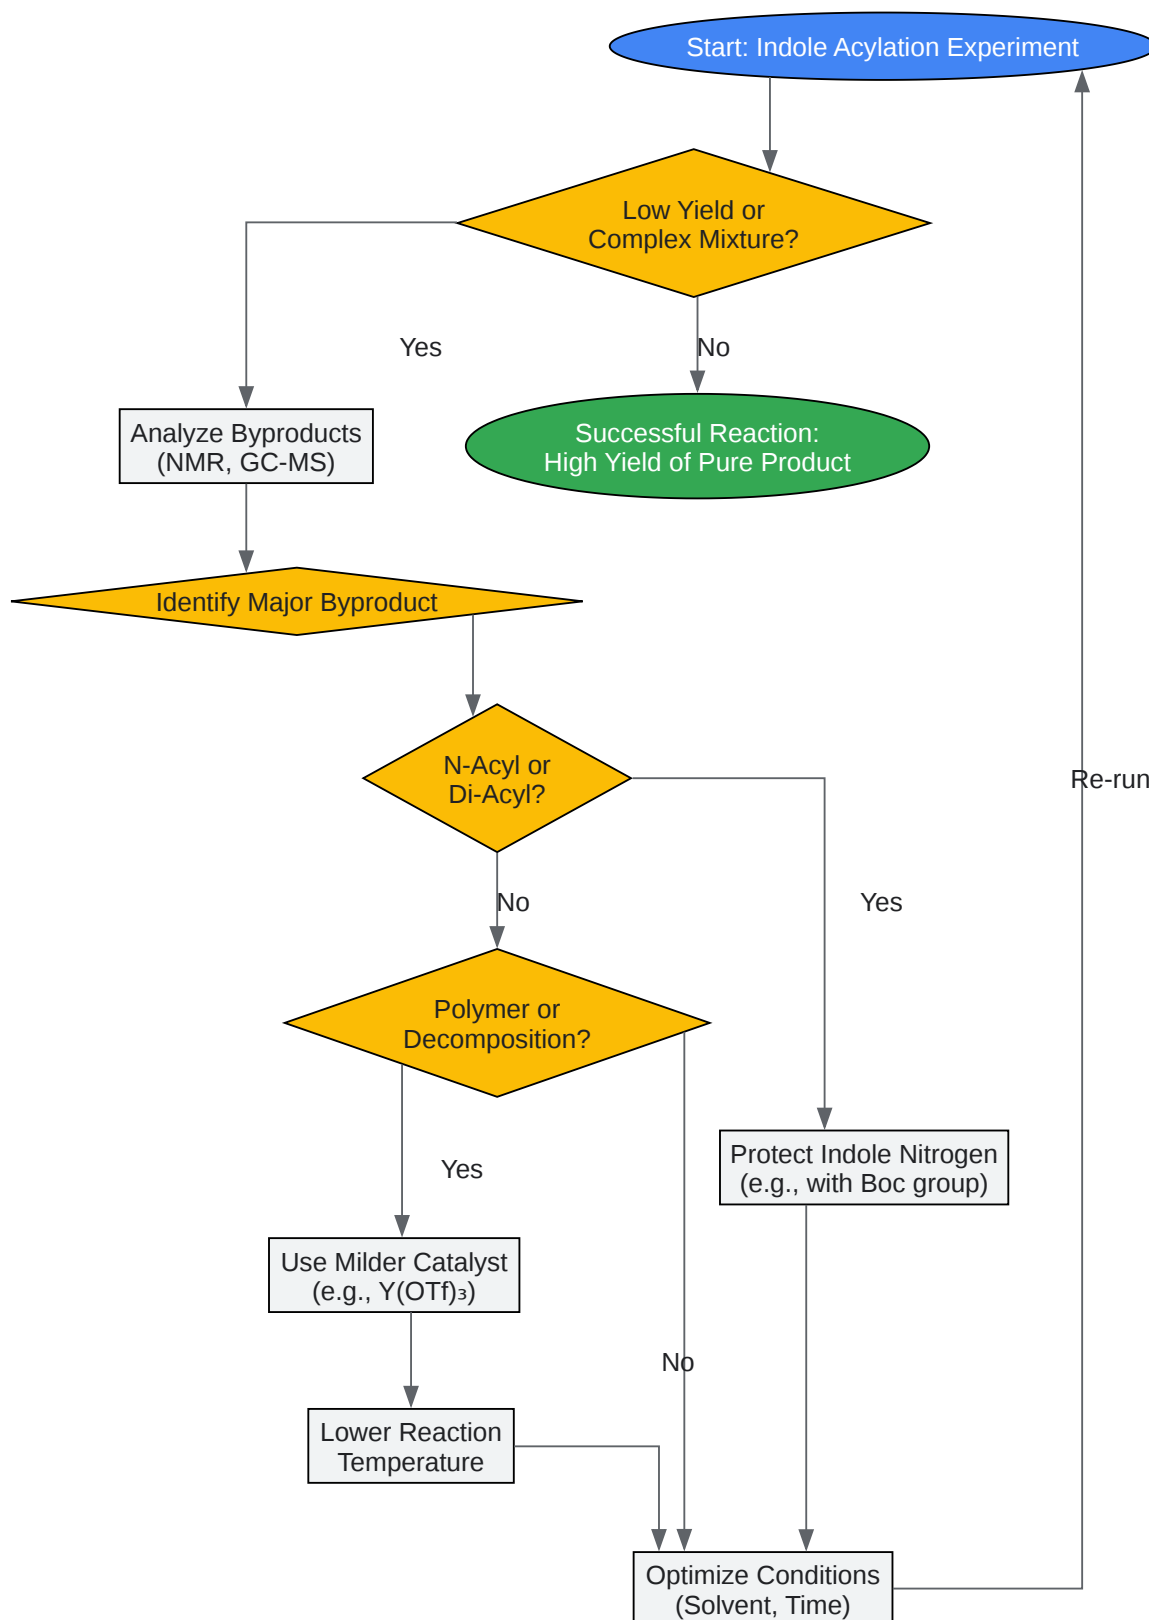 Start: Indole Acylation Experiment
Low Yield or
Complex Mixture?
Yes
No
Analyze Byproducts
(NMR, GC-MS)
Successful Reaction:
High Yield of Pure Product
Identify Major Byproduct
N-Acyl or
Di-Acyl?
Re-run
No
Yes
Polymer or
Decomposition?
Protect Indole Nitrogen
(e.g., with Boc group)
Yes
Use Milder Catalyst
(e.g., Y(OTf)₃)
No
Lower Reaction
Temperature
Optimize Conditions
(Solvent, Time)